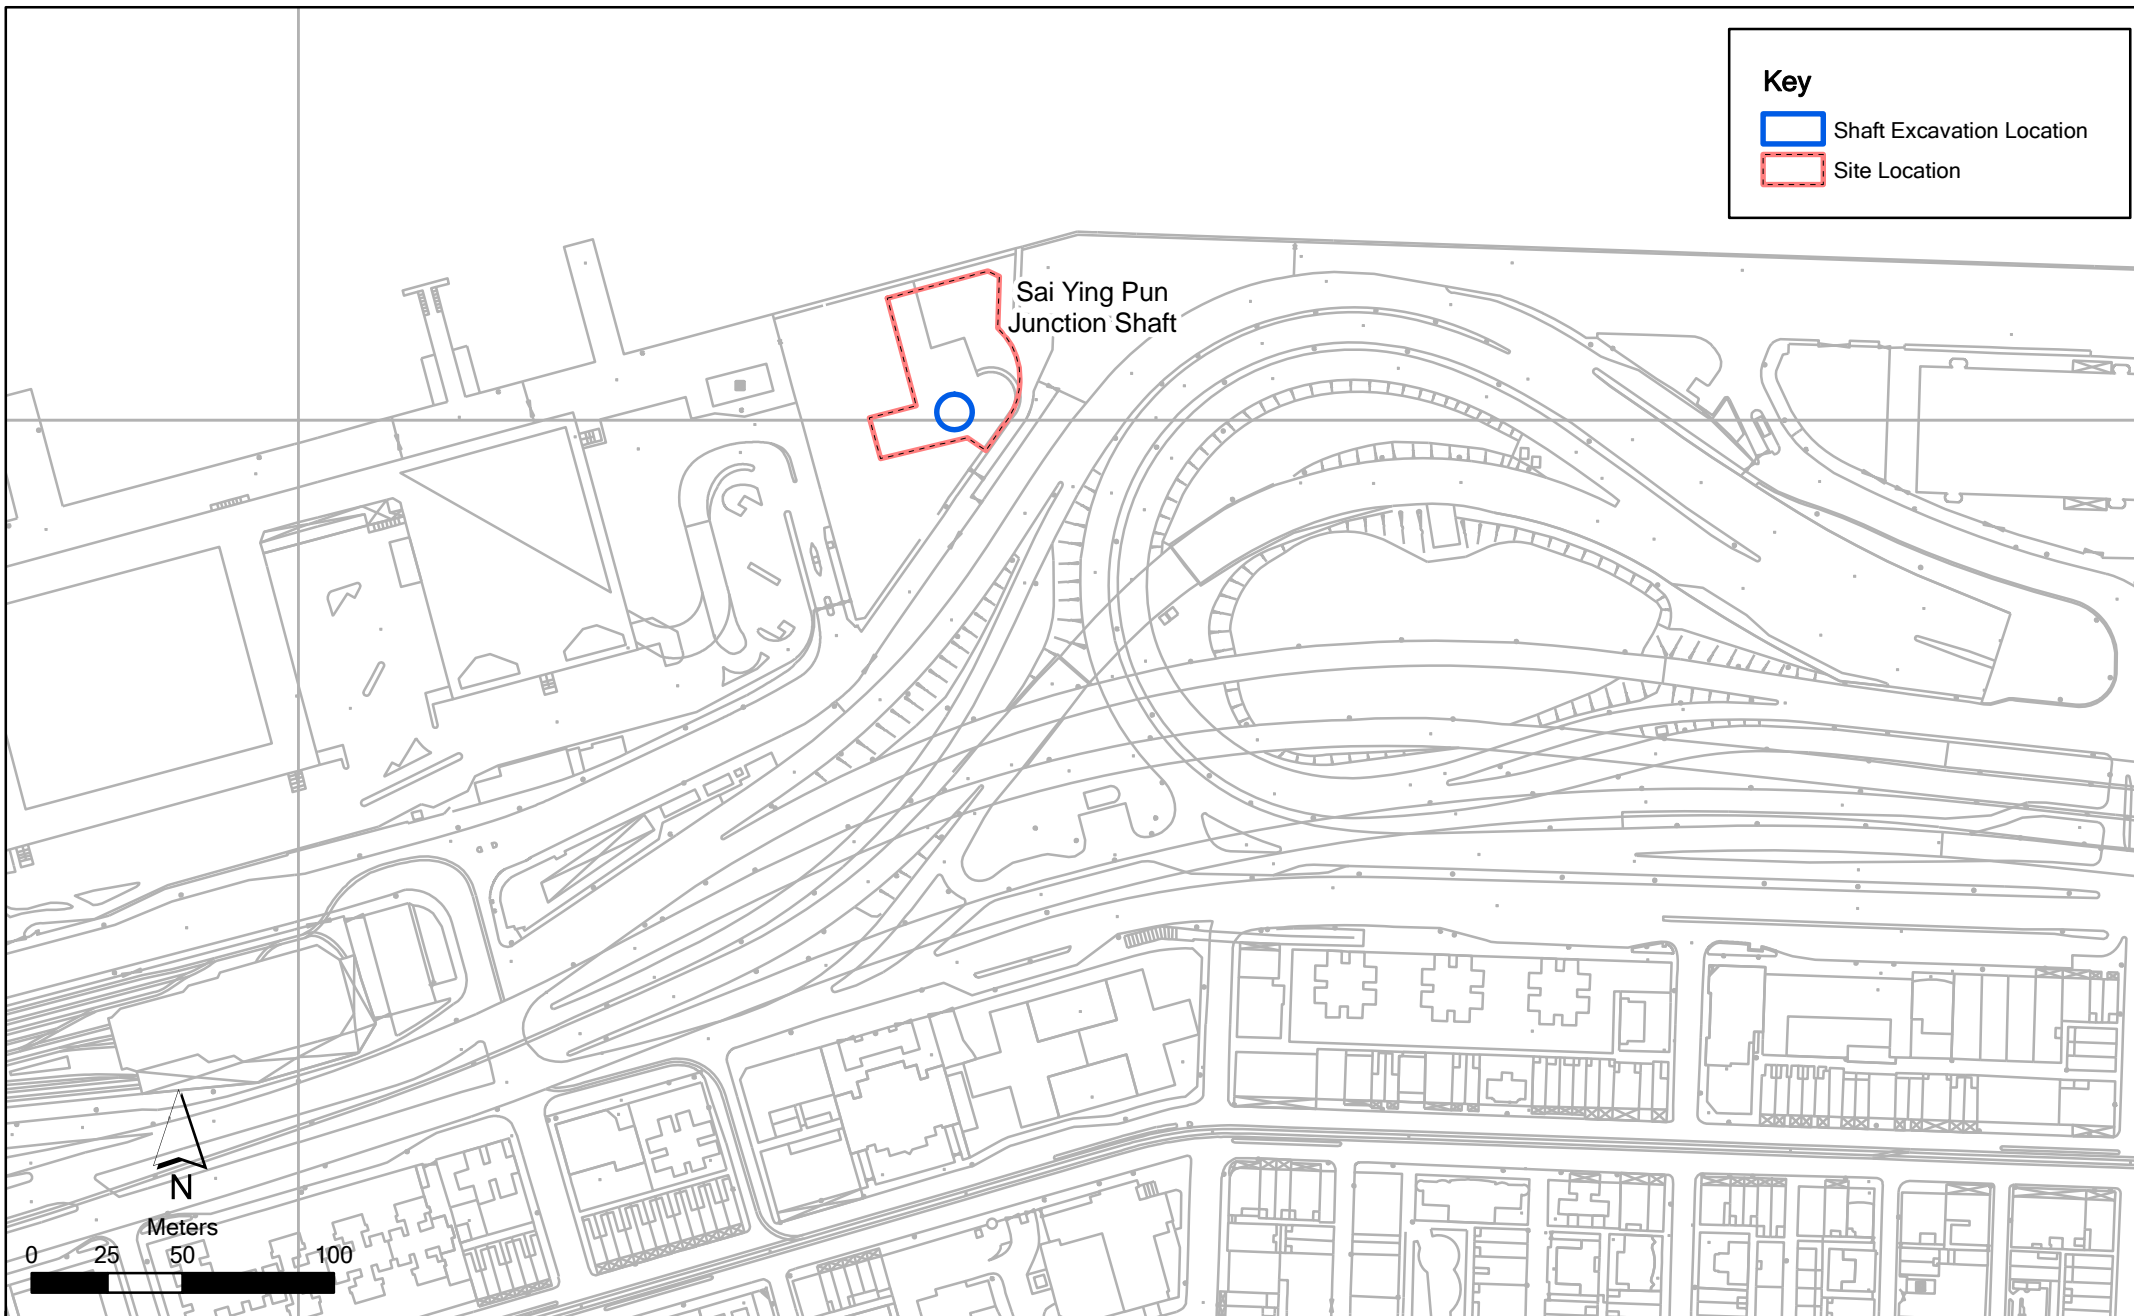 Key
Shaft Excavation Location
Site Location
Sai Ying Pun
Junction Shaft
N
Meters
0 25 50 100